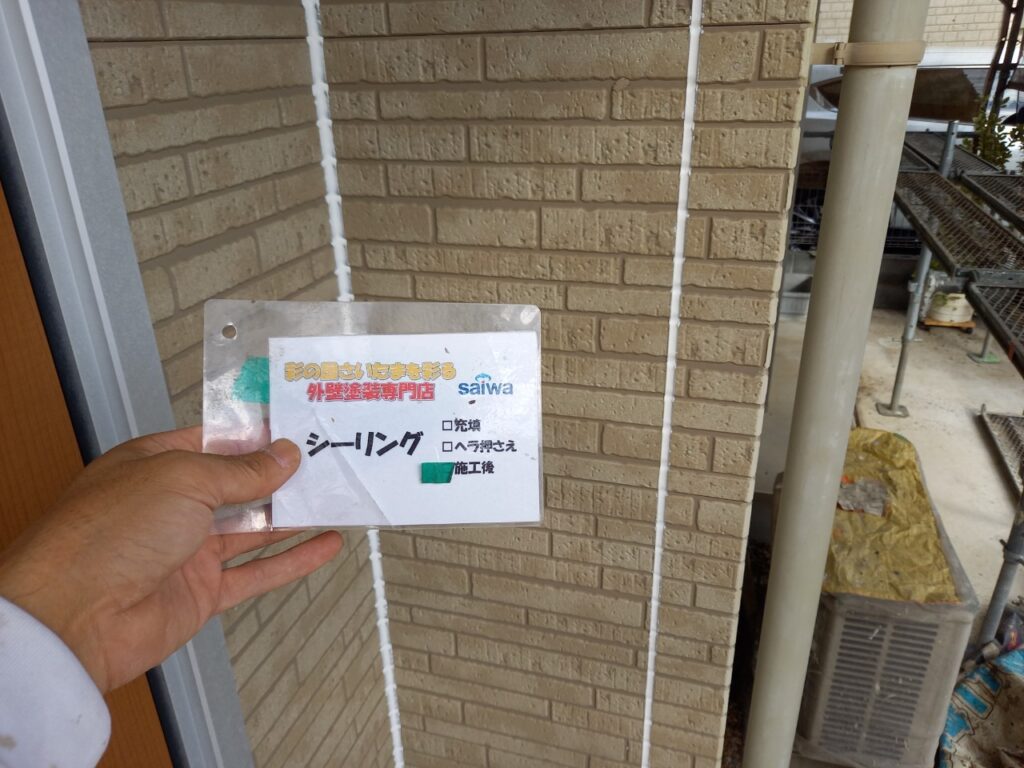 彩の国さいたまを彩る
外壁塗装専門店 saiwa
シーリング
□充填
□ヘラ押さえ
施工後